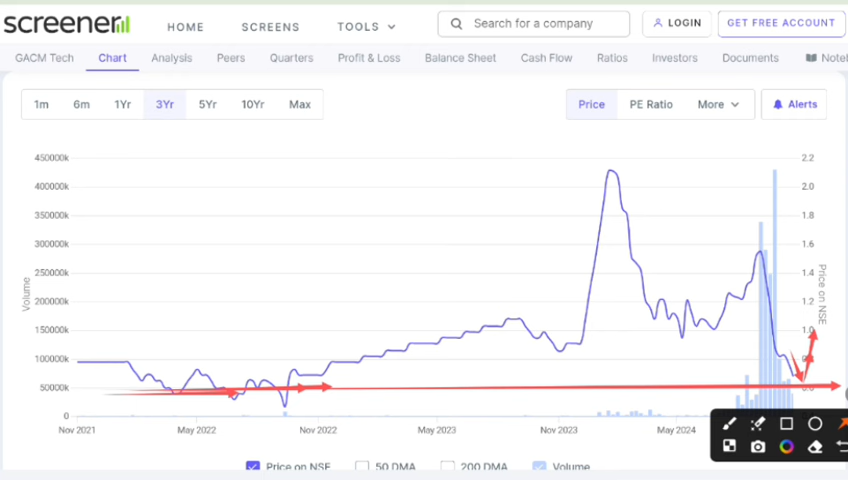 screener
HOME SCREENS TOOLS Search for a company LOGIN GET FREE ACCOUNT
GACM Tech Chart Analysis Peers Quarters Profit & Loss Balance Sheet Cash Flow Ratios Investors Documents
1m 6m 1Yr 3Yr 5Yr 10Yr Max Price PE Ratio More Alerts
450000k 2.2
400000k 2.0
350000k 1.8
300000k 1.6
250000k 1.4
200000k 1.2
150000k 1.0
100000k
50000k
0
Volume
Price on NSE
Nov 2021 May 2022 Nov 2022 May 2023 Nov 2023 May 2024
Price on NSE 50 DMA 200 DMA Volume